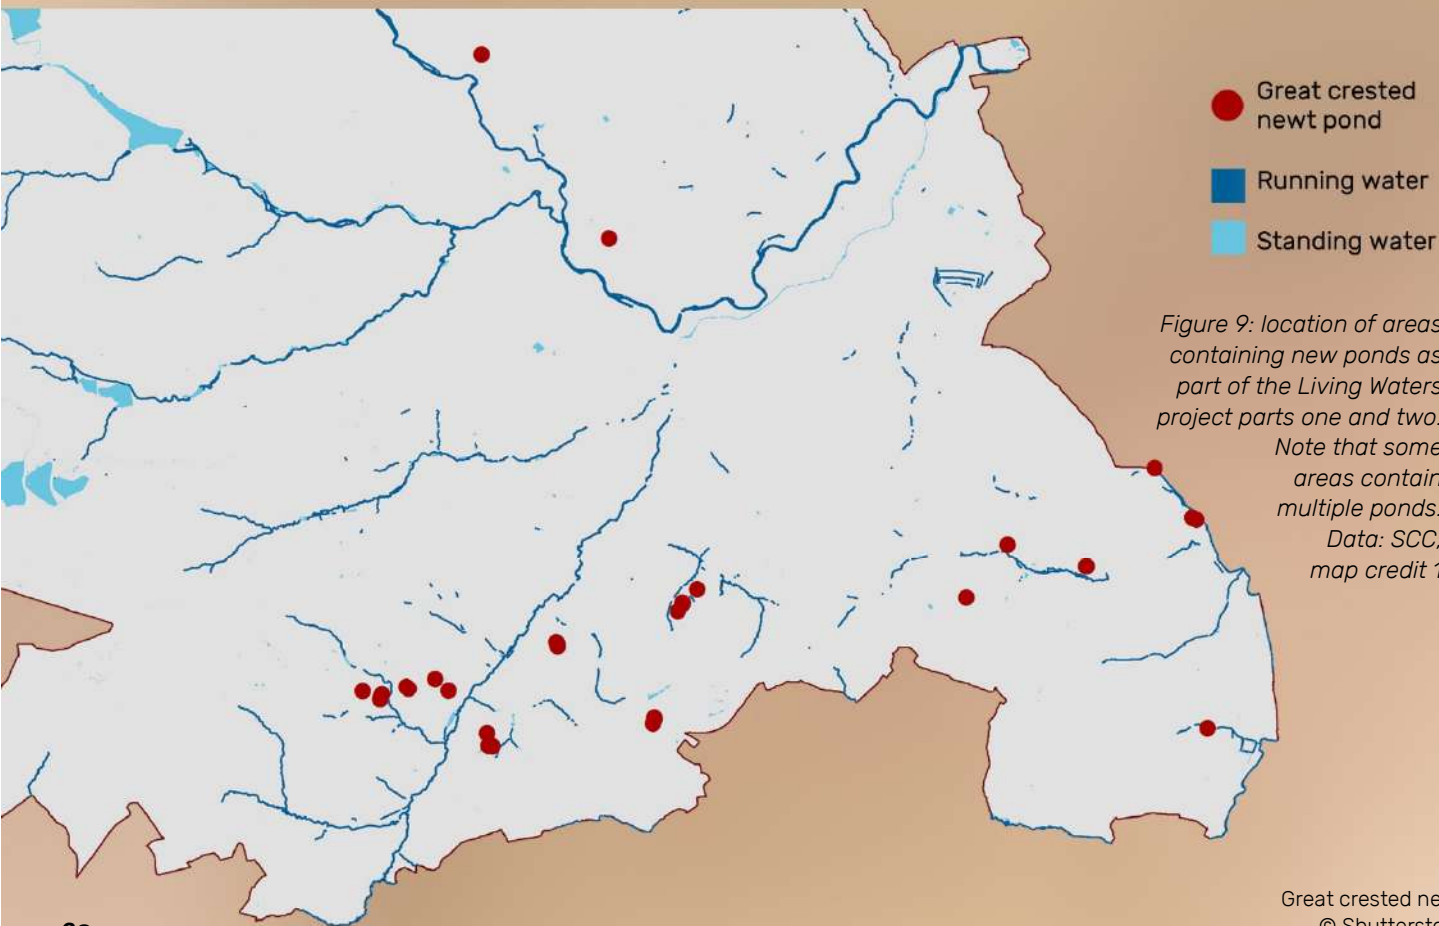 Great crested
newt pond
Running water
Standing water
Figure 9: location of areas
containing new ponds as
part of the Living Waters
project parts one and two.
Note that some
areas contain
multiple ponds.
Data: SCC,
map credit 1
Great crested ne
© Shutterst